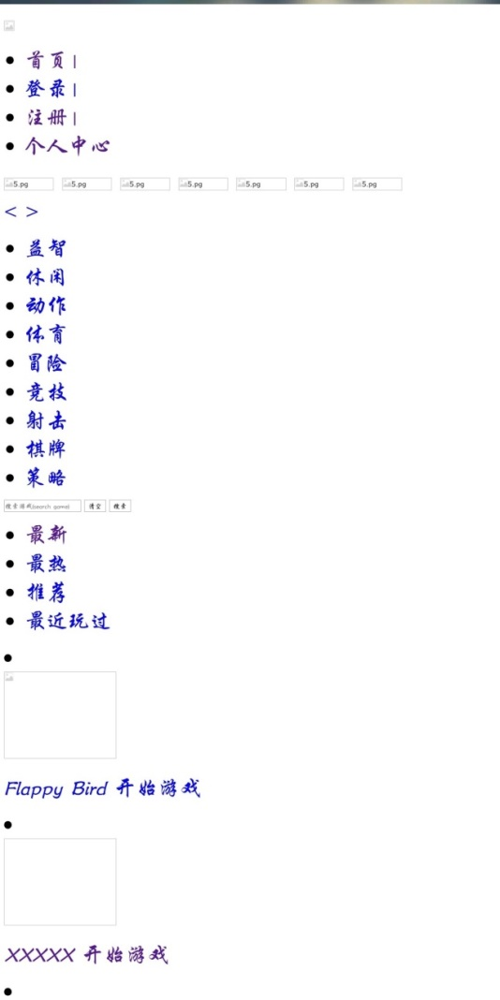 首页 |
登录 |
注册 |
个人中心
5.pg 5.pg 5.pg 5.pg 5.pg 5.pg 5.pg
< >
益智
休闲
动作
体育
冒险
竞技
射击
棋牌
策略
搜索游戏(search game) 清空 搜索
最新
最热
推荐
最近玩过
Flappy Bird 开始游戏
XXXXX 开始游戏